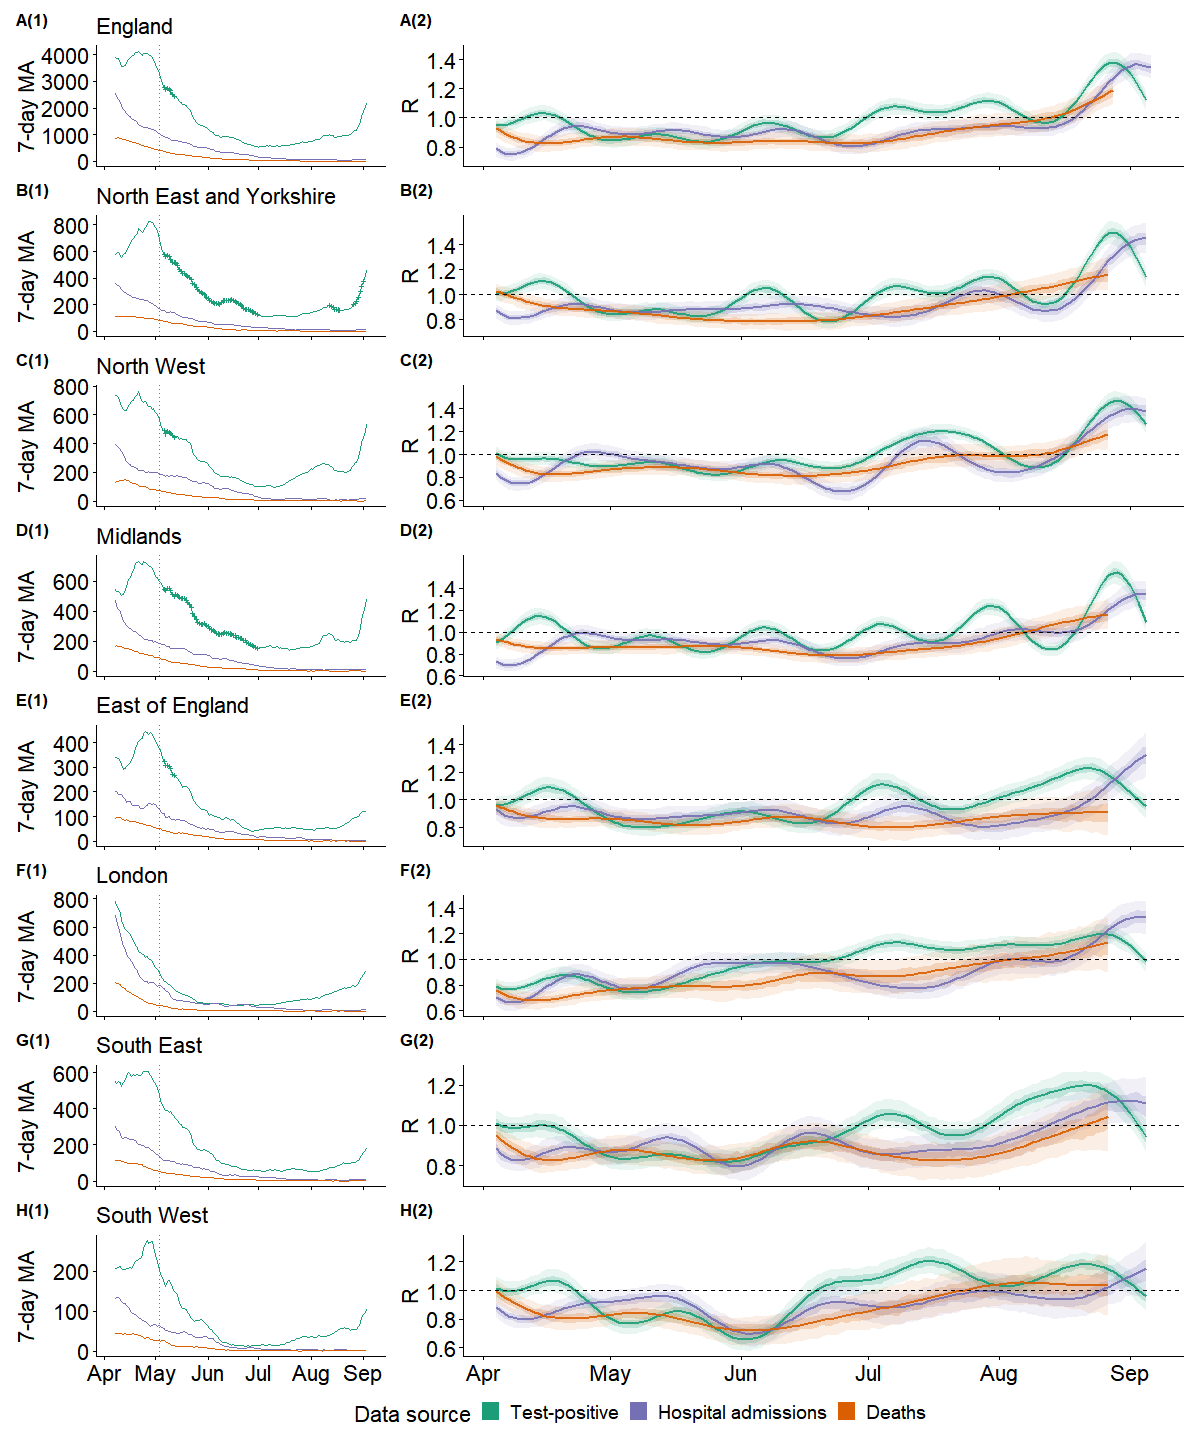 A(1) England A(2)
7-day MA
4000
3000
2000
1000
0
R
1.4
1.2
1.0
0.8
B(1) North East and Yorkshire B(2)
7-day MA
800
600
400
200
0
R
1.4
1.2
1.0
0.8
C(1) North West C(2)
7-day MA
800
600
400
200
0
R
1.4
1.2
1.0
0.8
0.6
D(1) Midlands D(2)
7-day MA
600
400
200
0
R
1.4
1.2
1.0
0.8
0.6
E(1) East of England E(2)
7-day MA
400
300
200
100
0
R
1.4
1.2
1.0
0.8
F(1) London F(2)
7-day MA
800
600
400
200
0
R
1.4
1.2
1.0
0.8
0.6
G(1) South East G(2)
7-day MA
600
400
200
0
R
1.2
1.0
0.8
H(1) South West H(2)
7-day MA
200
100
0
R
1.2
1.0
0.8
0.6
Apr May Jun Jul Aug Sep Apr May Jun Jul Aug Sep
Data source Test-positive Hospital admissions Deaths